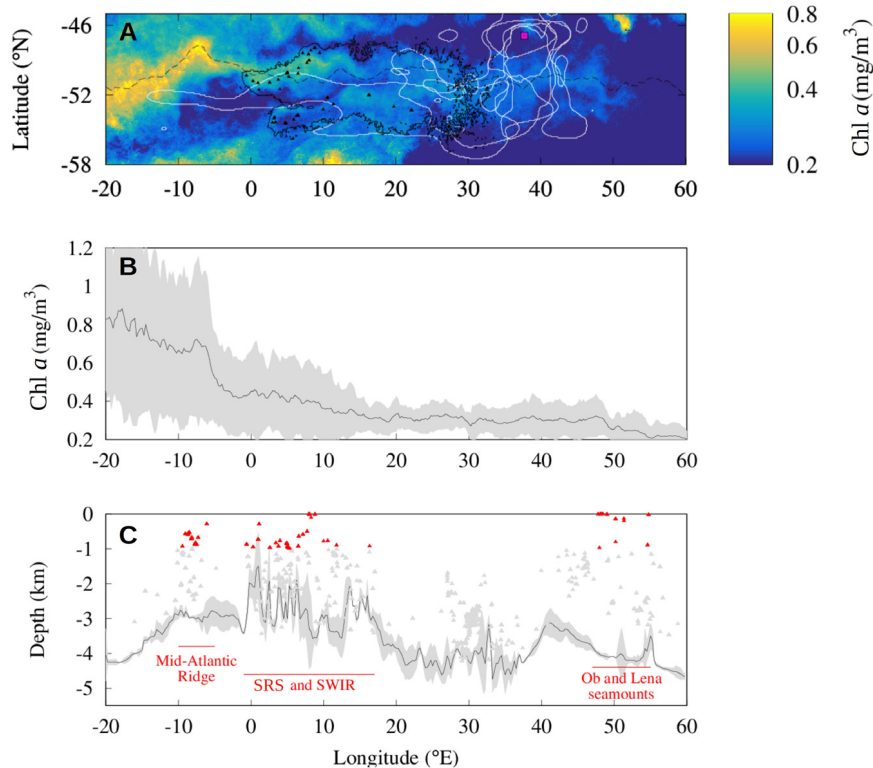 A
-46
-52
-58
Latitude (°N)
-20 -10 0 10 20 30 40 50 60
0.8
0.6
0.4
0.2
Chl a (mg/m³)
B
1.2
1
0.8
0.6
0.4
0.2
Chl a (mg/m³)
-20 -10 0 10 20 30 40 50 60
C
0
-1
-2
-3
-4
-5
Depth (km)
Mid-Atlantic
Ridge
SRS and SWIR
Ob and Lena
seamounts
-20 -10 0 10 20 30 40 50 60
Longitude (°E)